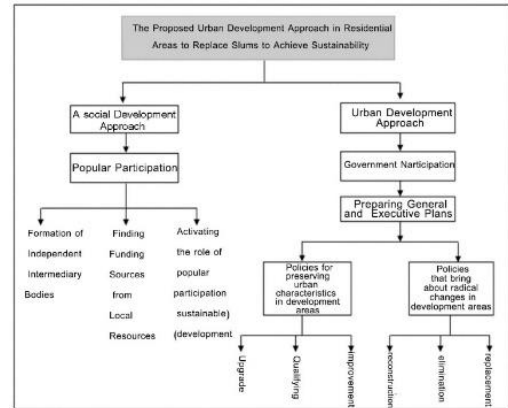 The Proposed Urban Development Approach in Residential
Areas to Replace Slums to Achieve Sustainability
A social Development
Approach
Popular Participation
Formation of
Independent
Intermediary
Bodies
Finding
Funding
Sources
from
Local
Resources
Activating
the role of
popular
participation
sustainable)
(development
Urban Development
Approach
Government Narticipation
Preparing General
and Executive Plans
Policies for
preserving
urban
characteristics
in development
areas
Policies
that bring
about radical
changes in
development areas
Upgrade
Qualifying
improvement
reconstruction
elimination
replacement